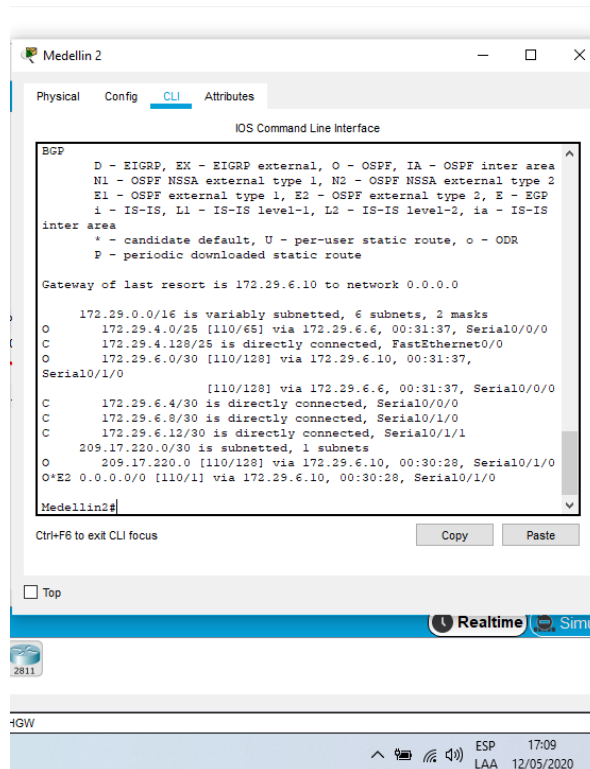 Medellin 2
Physical Config CLI Attributes
IOS Command Line Interface
BGP
D - EIGRP, EX - EIGRP external, O - OSPF, IA - OSPF inter area
N1 - OSPF NSSA external type 1, N2 - OSPF NSSA external type 2
E1 - OSPF external type 1, E2 - OSPF external type 2, E - EGP
i - IS-IS, L1 - IS-IS level-1, L2 - IS-IS level-2, ia - IS-IS
inter area
* - candidate default, U - per-user static route, o - ODR
P - periodic downloaded static route
Gateway of last resort is 172.29.6.10 to network 0.0.0.0
172.29.0.0/16 is variably subnetted, 6 subnets, 2 masks
O 172.29.4.0/25 [110/65] via 172.29.6.6, 00:31:37, Serial0/0/0
C 172.29.4.128/25 is directly connected, FastEthernet0/0
O 172.29.6.0/30 [110/128] via 172.29.6.10, 00:31:37,
Serial0/1/0
[110/128] via 172.29.6.6, 00:31:37, Serial0/0/0
C 172.29.6.4/30 is directly connected, Serial0/0/0
C 172.29.6.8/30 is directly connected, Serial0/1/0
C 172.29.6.12/30 is directly connected, Serial0/1/1
209.17.220.0/30 is subnetted, 1 subnets
O 209.17.220.0 [110/128] via 172.29.6.10, 00:30:28, Serial0/1/0
O*E2 0.0.0.0/0 [110/1] via 172.29.6.10, 00:30:28, Serial0/1/0
Medellin2#
Ctrl+F6 to exit CLI focus Copy Paste
Top
Realtime Simu
2811
HGW
ESP 17:09
LAA 12/05/2020